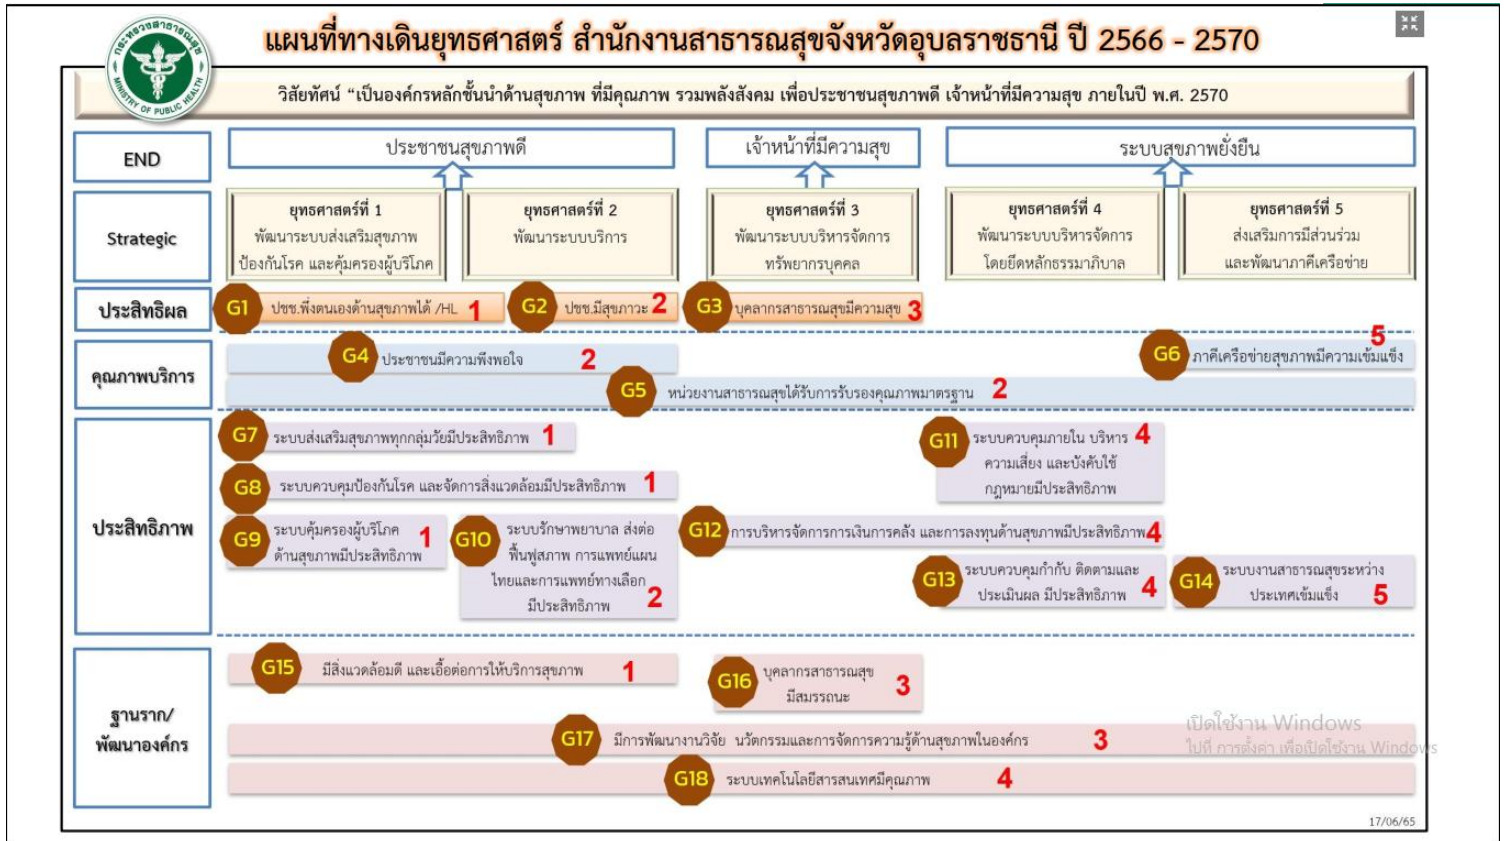 แผนที่ทางเดินยุทธศาสตร์ สำนักงานสาธารณสุขจังหวัดอุบลราชธานี ปี 2566 - 2570
กระทรวงสาธารณสุข
MINISTRY OF PUBLIC HEALTH
วิสัยทัศน์ "เป็นองค์กรหลักชั้นนำด้านสุขภาพ ที่มีคุณภาพ รวมพลังสังคม เพื่อประชาชนสุขภาพดี เจ้าหน้าที่มีความสุข ภายในปี พ.ศ. 2570
END
ประชาชนสุขภาพดี
เจ้าหน้าที่มีความสุข
ระบบสุขภาพยั่งยืน
Strategic
ยุทธศาสตร์ที่ 1
พัฒนาระบบส่งเสริมสุขภาพ
ป้องกันโรค และคุ้มครองผู้บริโภค
ยุทธศาสตร์ที่ 2
พัฒนาระบบบริการ
ยุทธศาสตร์ที่ 3
พัฒนาระบบบริหารจัดการ
ทรัพยากรบุคคล
ยุทธศาสตร์ที่ 4
พัฒนาระบบบริหารจัดการ
โดยยึดหลักธรรมาภิบาล
ยุทธศาสตร์ที่ 5
ส่งเสริมการมีส่วนร่วม
และพัฒนาภาคีเครือข่าย
ประสิทธิผล
G1 ปชช.พึ่งตนเองด้านสุขภาพได้ /HL 1
G2 ปชช.มีสุขภาวะ 2
G3 บุคลากรสาธารณสุขมีความสุข 3
คุณภาพบริการ
G4 ประชาชนมีความพึงพอใจ 2
5
G6 ภาคีเครือข่ายสุขภาพมีความเข้มแข็ง
G5 หน่วยงานสาธารณสุขได้รับการรับรองคุณภาพมาตรฐาน 2
ประสิทธิภาพ
G7 ระบบส่งเสริมสุขภาพทุกกลุ่มวัยมีประสิทธิภาพ 1
G11 ระบบควบคุมภายใน บริหาร 4
ความเสี่ยง และบังคับใช้
กฎหมายมีประสิทธิภาพ
G8 ระบบควบคุมป้องกันโรค และจัดการสิ่งแวดล้อมมีประสิทธิภาพ 1
G9 ระบบคุ้มครองผู้บริโภค 1
ด้านสุขภาพมีประสิทธิภาพ
G10 ระบบรักษาพยาบาล ส่งต่อ
ฟื้นฟูสภาพ การแพทย์แผน
ไทยและการแพทย์ทางเลือก
มีประสิทธิภาพ 2
G12 การบริหารจัดการการเงินการคลัง และการลงทุนด้านสุขภาพมีประสิทธิภาพ 4
G13 ระบบควบคุมกำกับ ติดตามและ
ประเมินผล มีประสิทธิภาพ 4
G14 ระบบงานสาธารณสุขระหว่าง
ประเทศเข้มแข็ง 5
ฐานราก/
พัฒนาองค์กร
G15 มีสิ่งแวดล้อมดี และเอื้อต่อการให้บริการสุขภาพ 1
G16 บุคลากรสาธารณสุข
มีสมรรถนะ 3
G17 มีการพัฒนางานวิจัย นวัตกรรมและการจัดการความรู้ด้านสุขภาพในองค์กร 3
G18 ระบบเทคโนโลยีสารสนเทศมีคุณภาพ 4
เปิดใช้งาน Windows
ไปที่ การตั้งค่า เพื่อเปิดใช้งาน Windows
17/06/65